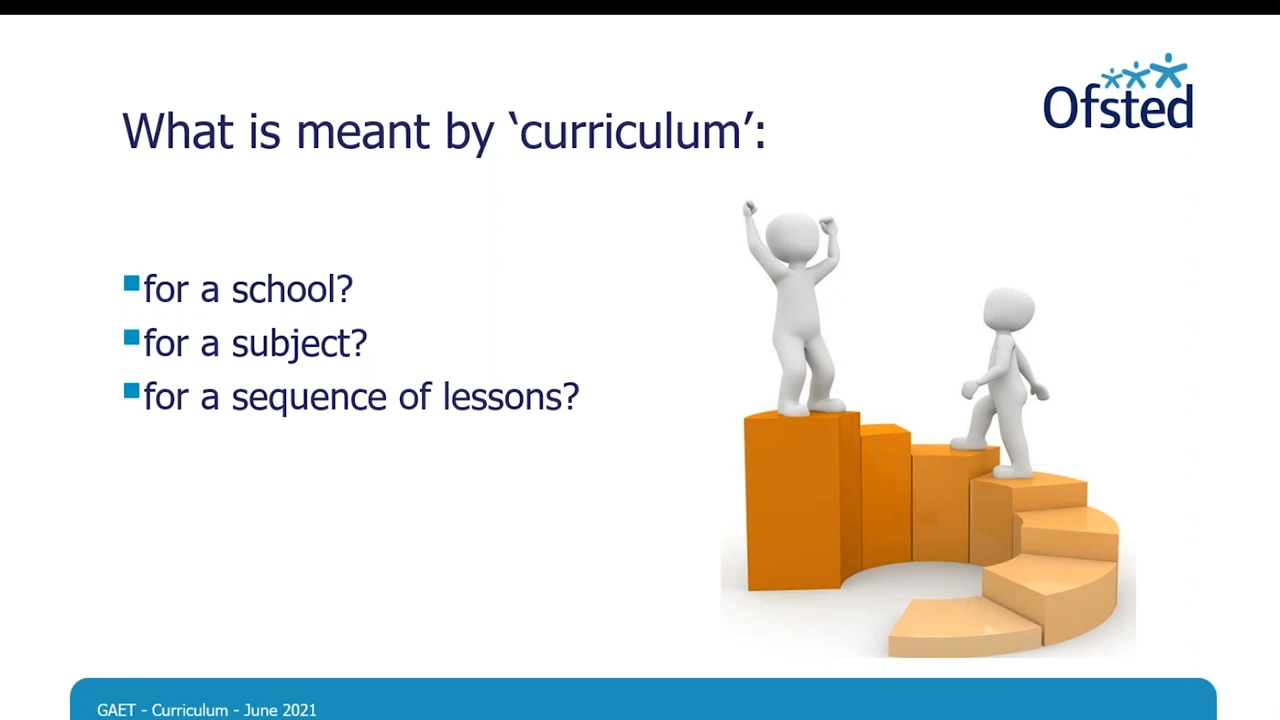 Ofsted
What is meant by ‘curriculum’:
for a school?
for a subject?
for a sequence of lessons?
GAET - Curriculum - June 2021